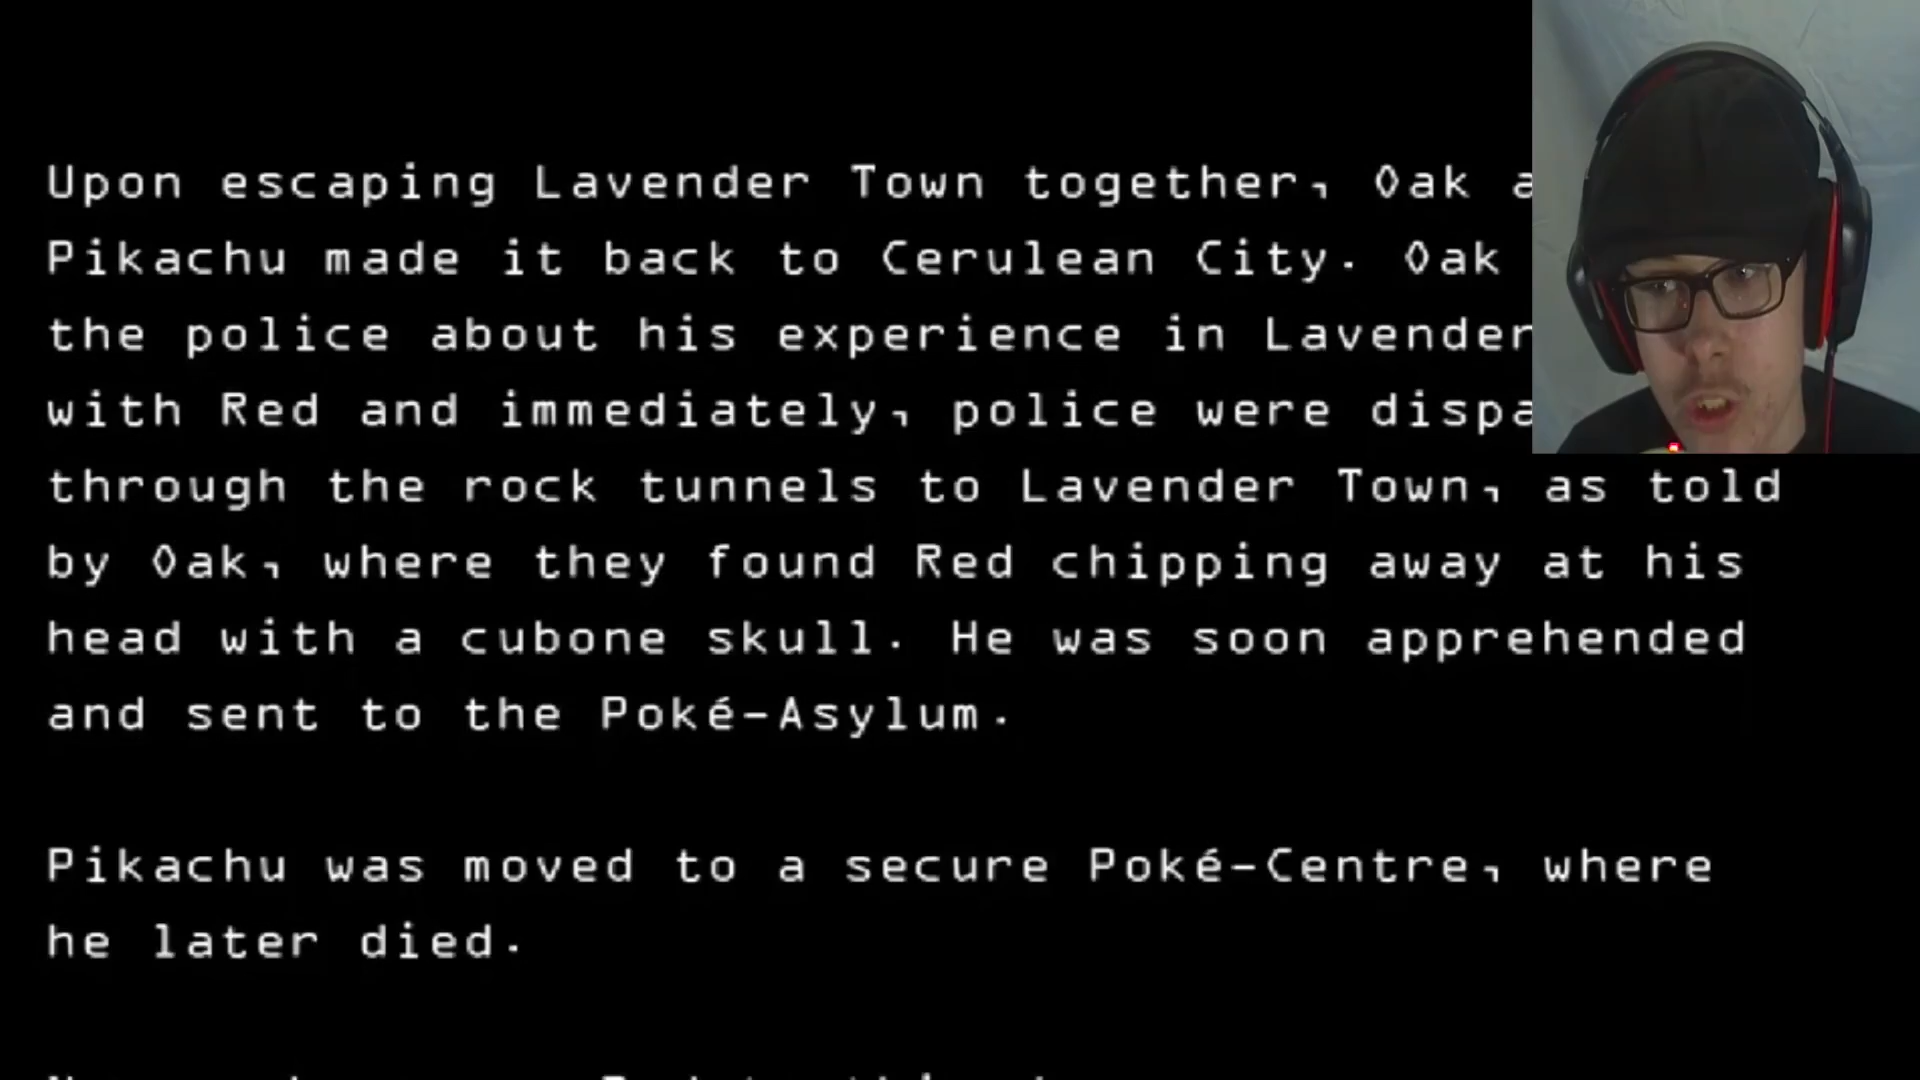 Upon escaping Lavender Town together, Oak
Pikachu made it back to Cerulean City. Oak
the police about his experience in Lavender
with Red and immediately, police were
through the rock tunnels to Lavender Town, as told
by Oak, where they found Red chipping away at his
head with a cubone skull. He was soon apprehended
and sent to the Poké-Asylum.
Pikachu was moved to a secure Poké-Centre, where
he later died.